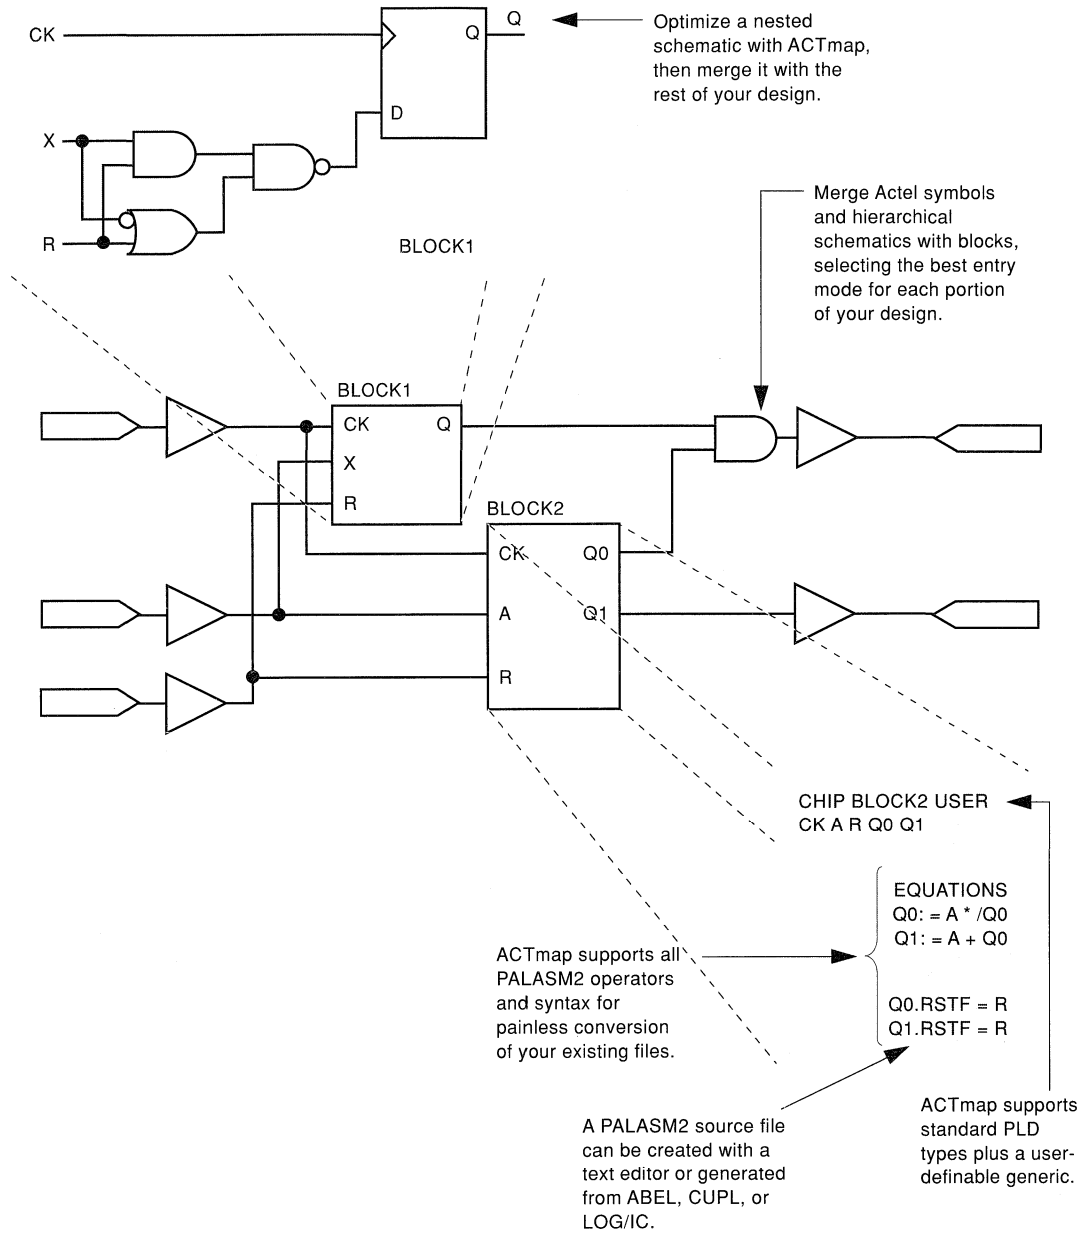 CK
Q
Q
D
X
R
BLOCK1
Optimize a nested
schematic with ACTmap,
then merge it with the
rest of your design.
Merge Actel symbols
and hierarchical
schematics with blocks,
selecting the best entry
mode for each portion
of your design.
BLOCK1
CK
Q
X
R
BLOCK2
CK
Q0
A
Q1
R
CHIP BLOCK2 USER
CK A R Q0 Q1
EQUATIONS
Q0: = A * /Q0
Q1: = A + Q0
Q0.RSTF = R
Q1.RSTF = R
ACTmap supports all
PALASM2 operators
and syntax for
painless conversion
of your existing files.
A PALASM2 source file
can be created with a
text editor or generated
from ABEL, CUPL, or
LOG/IC.
ACTmap supports
standard PLD
types plus a user-
definable generic.